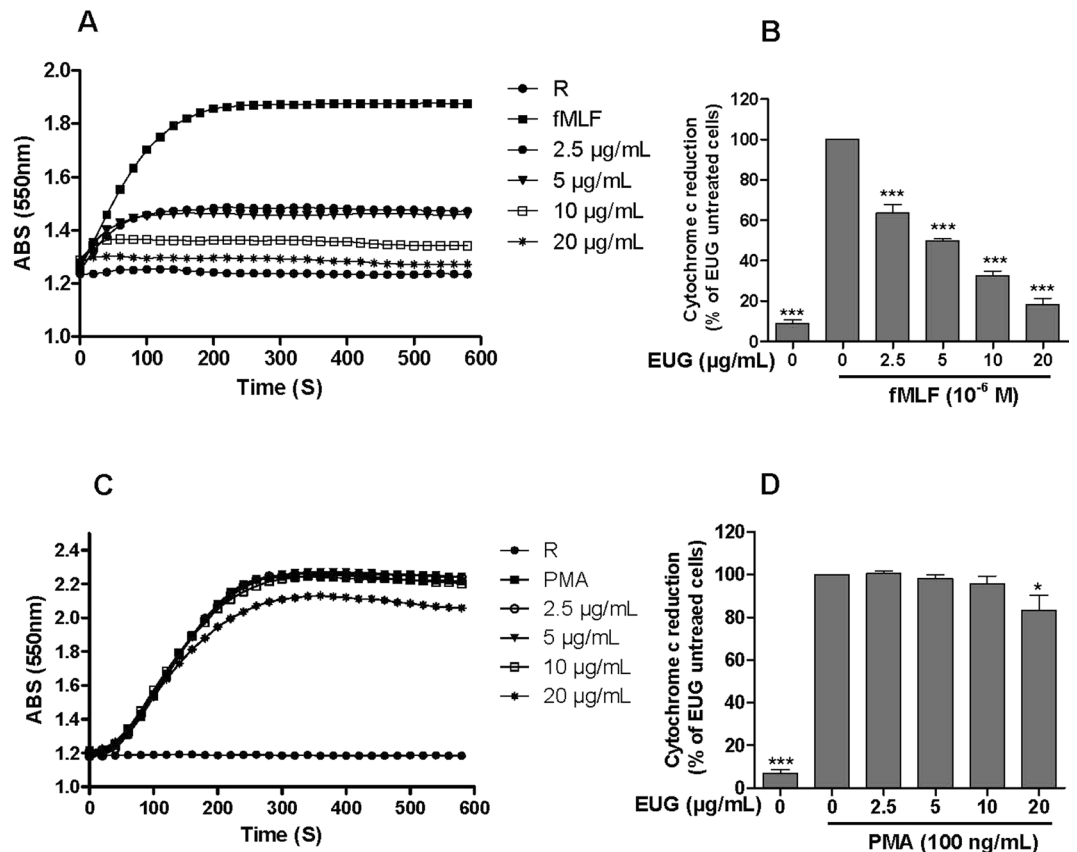 A
ABS (550nm)
2.0
1.8
1.6
1.4
1.2
1.0
0 100 200 300 400 500 600
Time (S)
R
fMLF
2.5 µg/mL
5 µg/mL
10 µg/mL
20 µg/mL
B
Cytochrome c reduction
(% of EUG untreated cells)
120
100
80
60
40
20
0
*** *** *** *** ***
EUG (µg/mL) 0 0 2.5 5 10 20
fMLF (10⁻⁶ M)
C
ABS (550nm)
2.4
2.2
2.0
1.8
1.6
1.4
1.2
1.0
0 100 200 300 400 500 600
Time (S)
R
PMA
2.5 µg/mL
5 µg/mL
10 µg/mL
20 µg/mL
D
Cytochrome c reduction
(% of EUG untreaed cells)
120
100
80
60
40
20
0
*** *
EUG (µg/mL) 0 0 2.5 5 10 20
PMA (100 ng/mL)